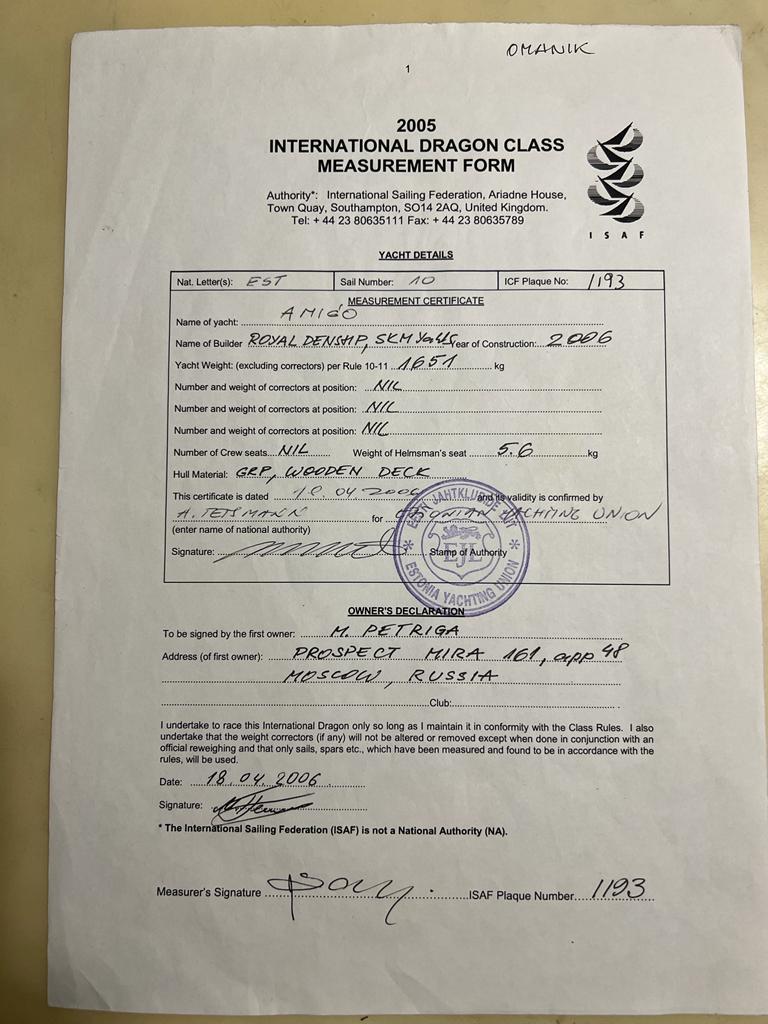 OMANIK
1
2005
INTERNATIONAL DRAGON CLASS
MEASUREMENT FORM
Authority*: International Sailing Federation, Ariadne House,
Town Quay, Southampton, SO14 2AQ, United Kingdom.
Tel: + 44 23 80635111 Fax: + 44 23 80635789
ISAF
YACHT DETAILS
Nat. Letter(s): EST Sail Number: 10 ICF Plaque No: 1193
MEASUREMENT CERTIFICATE
Name of yacht: AMIGO
Name of Builder ROYAL DENSHIP, SKM Yachts Year of Construction: 2006
Yacht Weight: (excluding correctors) per Rule 10-11 1651 kg
Number and weight of correctors at position: NIL
Number and weight of correctors at position: NIL
Number and weight of correctors at position: NIL
Number of Crew seats NIL Weight of Helmsman's seat 5.6 kg
Hull Material: GRP, WOODEN DECK
This certificate is dated 18.04 2006 and its validity is confirmed by
A. TETSMANN for ESTONIAN YACHTING UNION
(enter name of national authority)
Signature: Stamp of Authority
EESTI JAHTKLUBIDE LIIT
EJL
ESTONIA YACHTING UNION
OWNER'S DECLARATION
To be signed by the first owner: M. PETRIGA
Address (of first owner): PROSPECT MIRA 161, app 48
MOSCOW, RUSSIA
Club:
I undertake to race this International Dragon only so long as I maintain it in conformity with the Class Rules. I also
undertake that the weight correctors (if any) will not be altered or removed except when done in conjunction with an
official reweighing and that only sails, spars etc., which have been measured and found to be in accordance with the
rules, will be used.
Date: 18.04.2006
Signature:
* The International Sailing Federation (ISAF) is not a National Authority (NA).
Measurer's Signature ISAF Plaque Number 1193